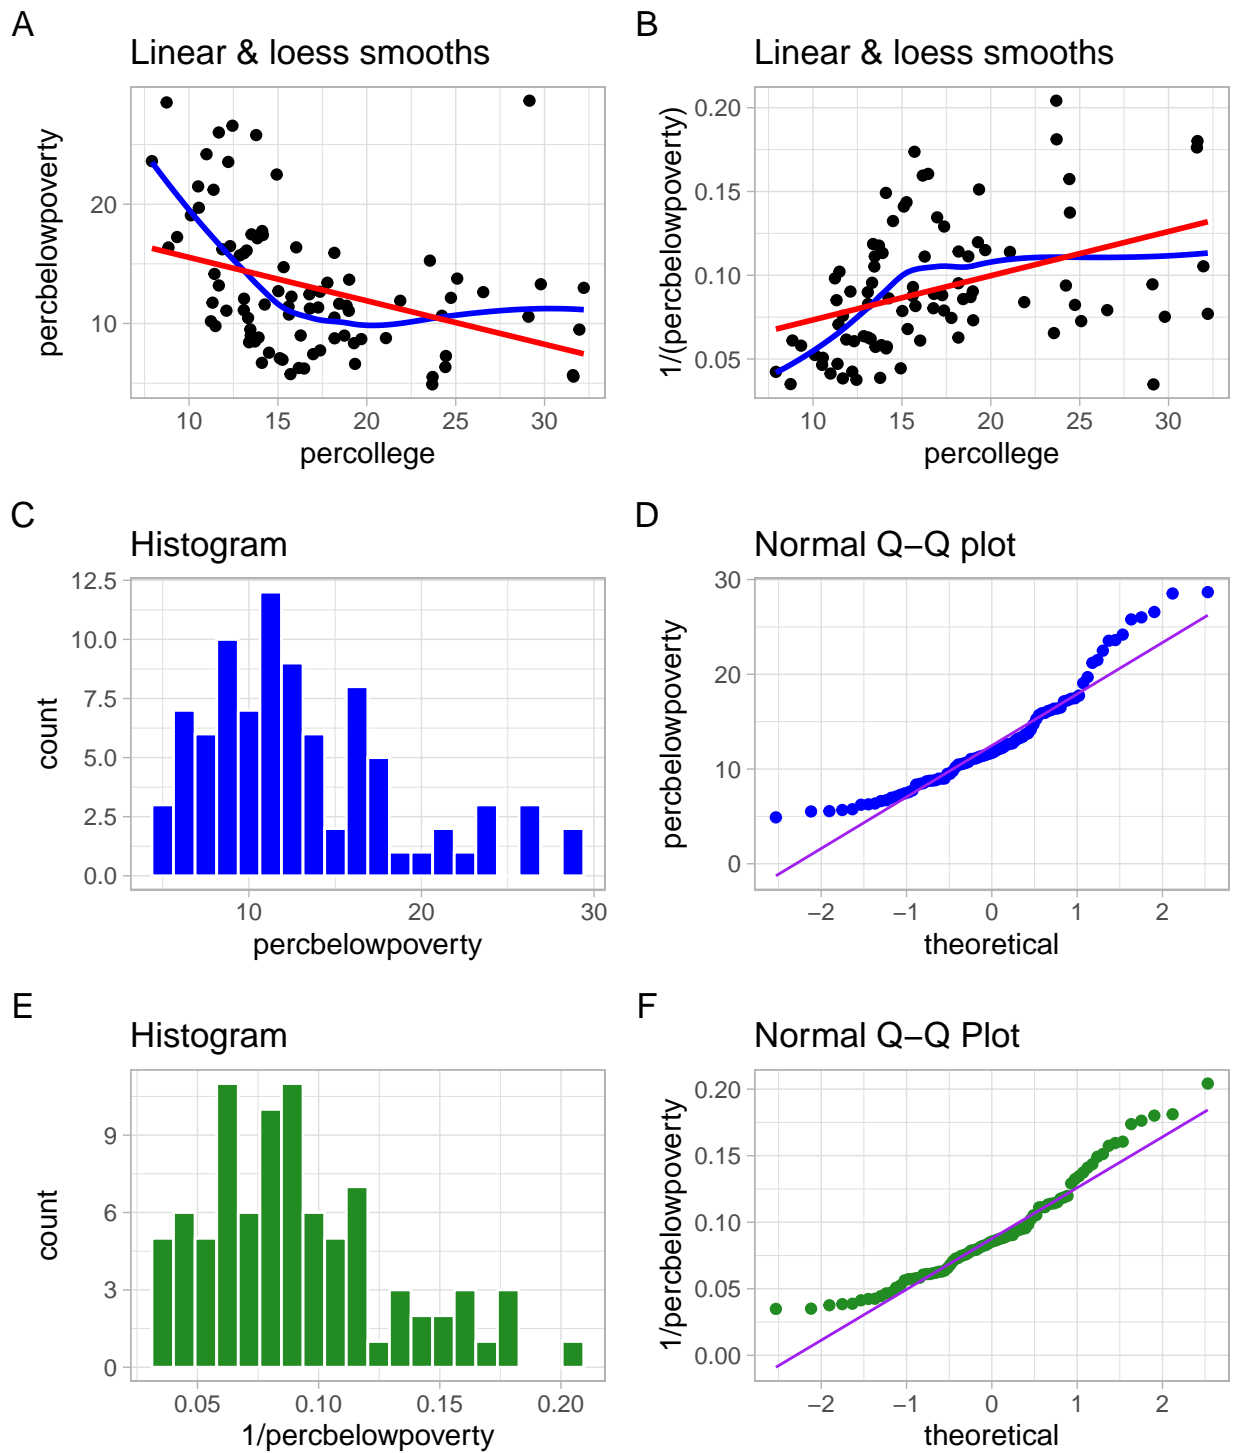 A
Linear & loess smooths
percbelowpoverty
20
10
10 15 20 25 30
percollege
B
Linear & loess smooths
1/(percbelowpoverty)
0.20
0.15
0.10
0.05
10 15 20 25 30
percollege
C
Histogram
count
12.5
10.0
7.5
5.0
2.5
0.0
10 20 30
percbelowpoverty
D
Normal Q−Q plot
percbelowpoverty
30
20
10
0
−2 −1 0 1 2
theoretical
E
Histogram
count
9
6
3
0
0.05 0.10 0.15 0.20
1/percbelowpoverty
F
Normal Q−Q Plot
1/percbelowpoverty
0.20
0.15
0.10
0.05
0.00
−2 −1 0 1 2
theoretical